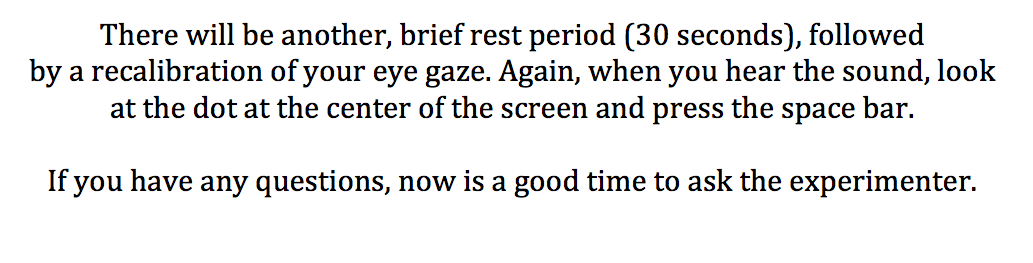 There will be another, brief rest period (30 seconds), followed
by a recalibration of your eye gaze. Again, when you hear the sound, look
at the dot at the center of the screen and press the space bar.
If you have any questions, now is a good time to ask the experimenter.